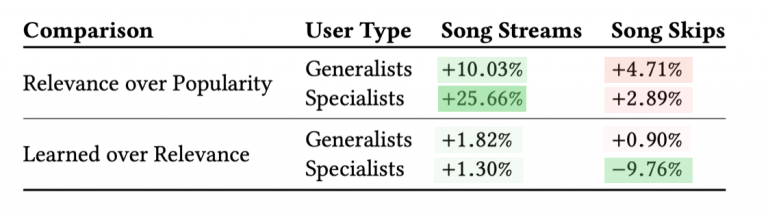 Comparison User Type Song Streams Song Skips
Relevance over Popularity Generalists +10.03% +4.71%
Specialists +25.66% +2.89%
Learned over Relevance Generalists +1.82% +0.90%
Specialists +1.30% −9.76%